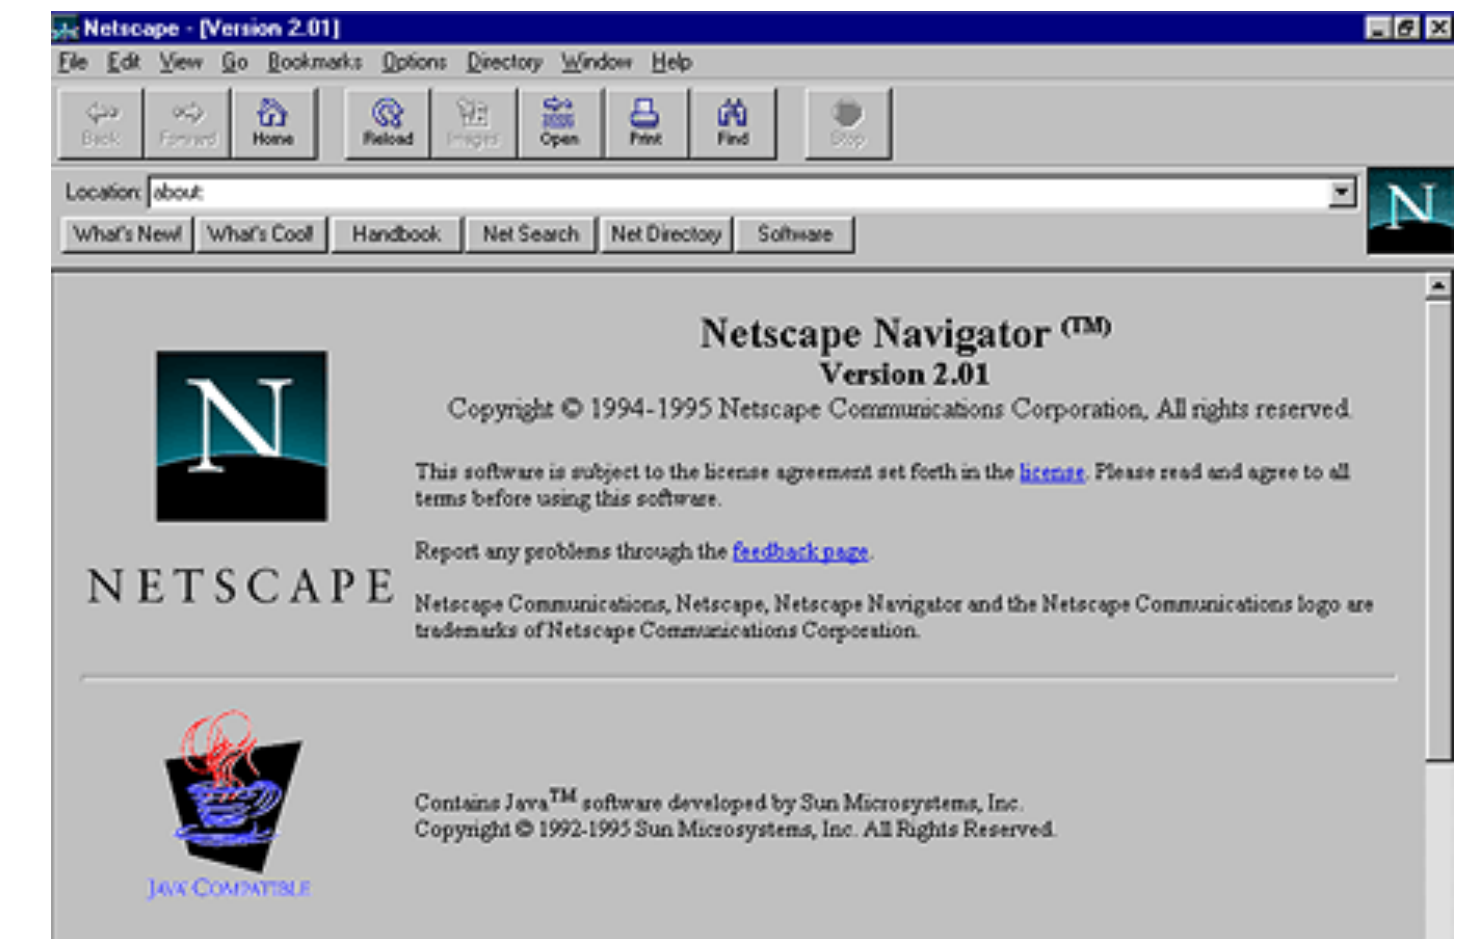 Netscape - [Version 2.01]
File Edit View Go Bookmarks Options Directory Window Help
Back Forward Home Reload Images Open Print Find Stop
Location: about:
N
What's New! What's Cool! Handbook Net Search Net Directory Software
Netscape Navigator (TM)
Version 2.01
Copyright © 1994-1995 Netscape Communications Corporation, All rights reserved.
N
NETSCAPE
This software is subject to the license agreement set forth in the license. Please read and agree to all
terms before using this software.
Report any problems through the feedback page.
Netscape Communications, Netscape, Netscape Navigator and the Netscape Communications logo are
trademarks of Netscape Communications Corporation.
Contains Java™ software developed by Sun Microsystems, Inc.
Copyright © 1992-1995 Sun Microsystems, Inc. All Rights Reserved.
JAVA COMPATIBLE